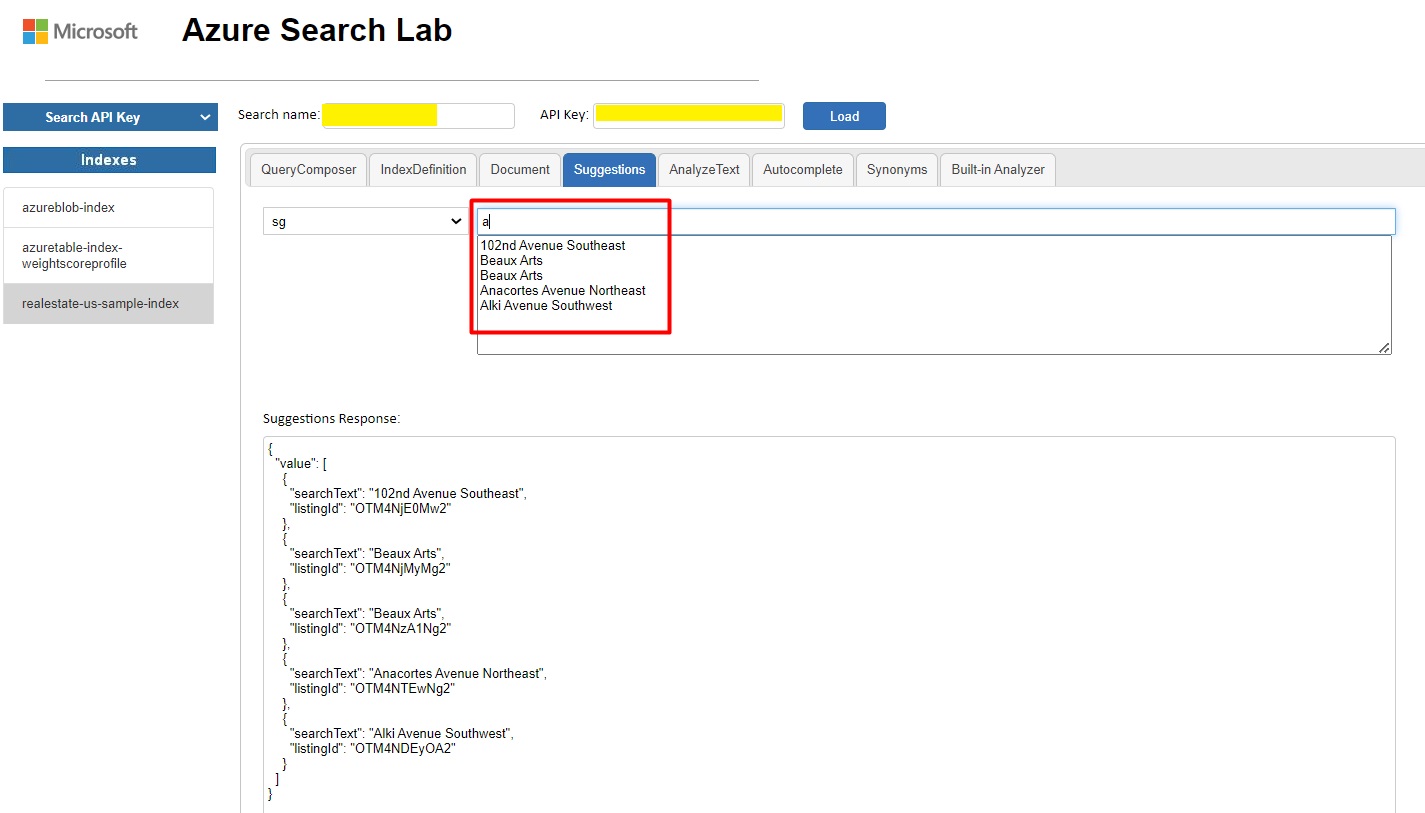 Microsoft
Azure Search Lab
Search API Key
Search name:
API Key:
Load
Indexes
azureblob-index
azuretable-index-
weightscoreprofile
realestate-us-sample-index
QueryComposer
IndexDefinition
Document
Suggestions
AnalyzeText
Autocomplete
Synonyms
Built-in Analyzer
sg
a
102nd Avenue Southeast
Beaux Arts
Beaux Arts
Anacortes Avenue Northeast
Alki Avenue Southwest
Suggestions Response:
{
"value": [
{
"searchText": "102nd Avenue Southeast",
"listingId": "OTM4NjE0Mw2"
},
{
"searchText": "Beaux Arts",
"listingId": "OTM4NjMyMg2"
},
{
"searchText": "Beaux Arts",
"listingId": "OTM4NzA1Ng2"
},
{
"searchText": "Anacortes Avenue Northeast",
"listingId": "OTM4NTEwNg2"
},
{
"searchText": "Alki Avenue Southwest",
"listingId": "OTM4NDEyOA2"
}
]
}